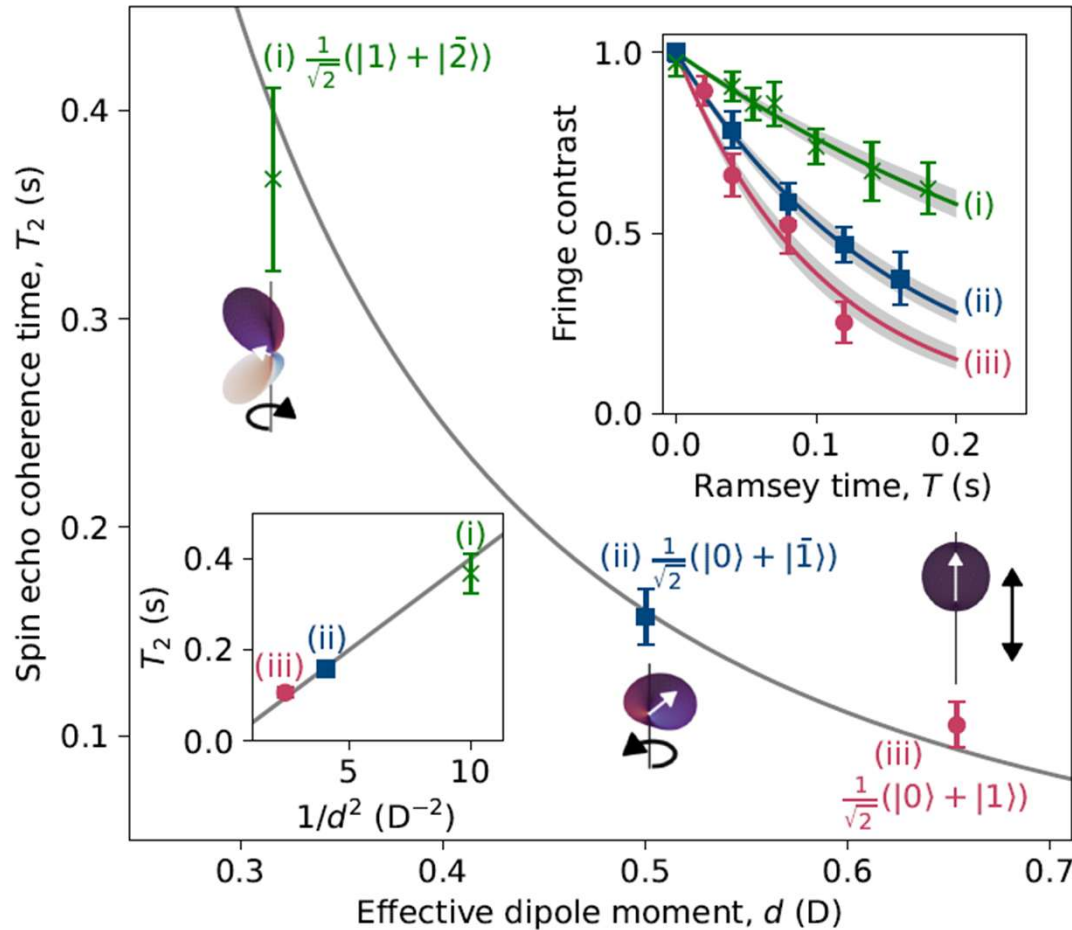 Spin echo coherence time, T₂ (s)
0.4
0.3
0.2
0.1
0.3 0.4 0.5 0.6 0.7
Effective dipole moment, d (D)
(i) 1/√2(|1⟩ + |2̄⟩)
(ii) 1/√2(|0⟩ + |1̄⟩)
(iii)
1/√2(|0⟩ + |1⟩)
Fringe contrast
1.0
0.5
0.0
(i)
(ii)
(iii)
0.0 0.1 0.2
Ramsey time, T (s)
T₂ (s)
0.4
0.2
0.0
(i)
(ii)
(iii)
5 10
1/d² (D⁻²)